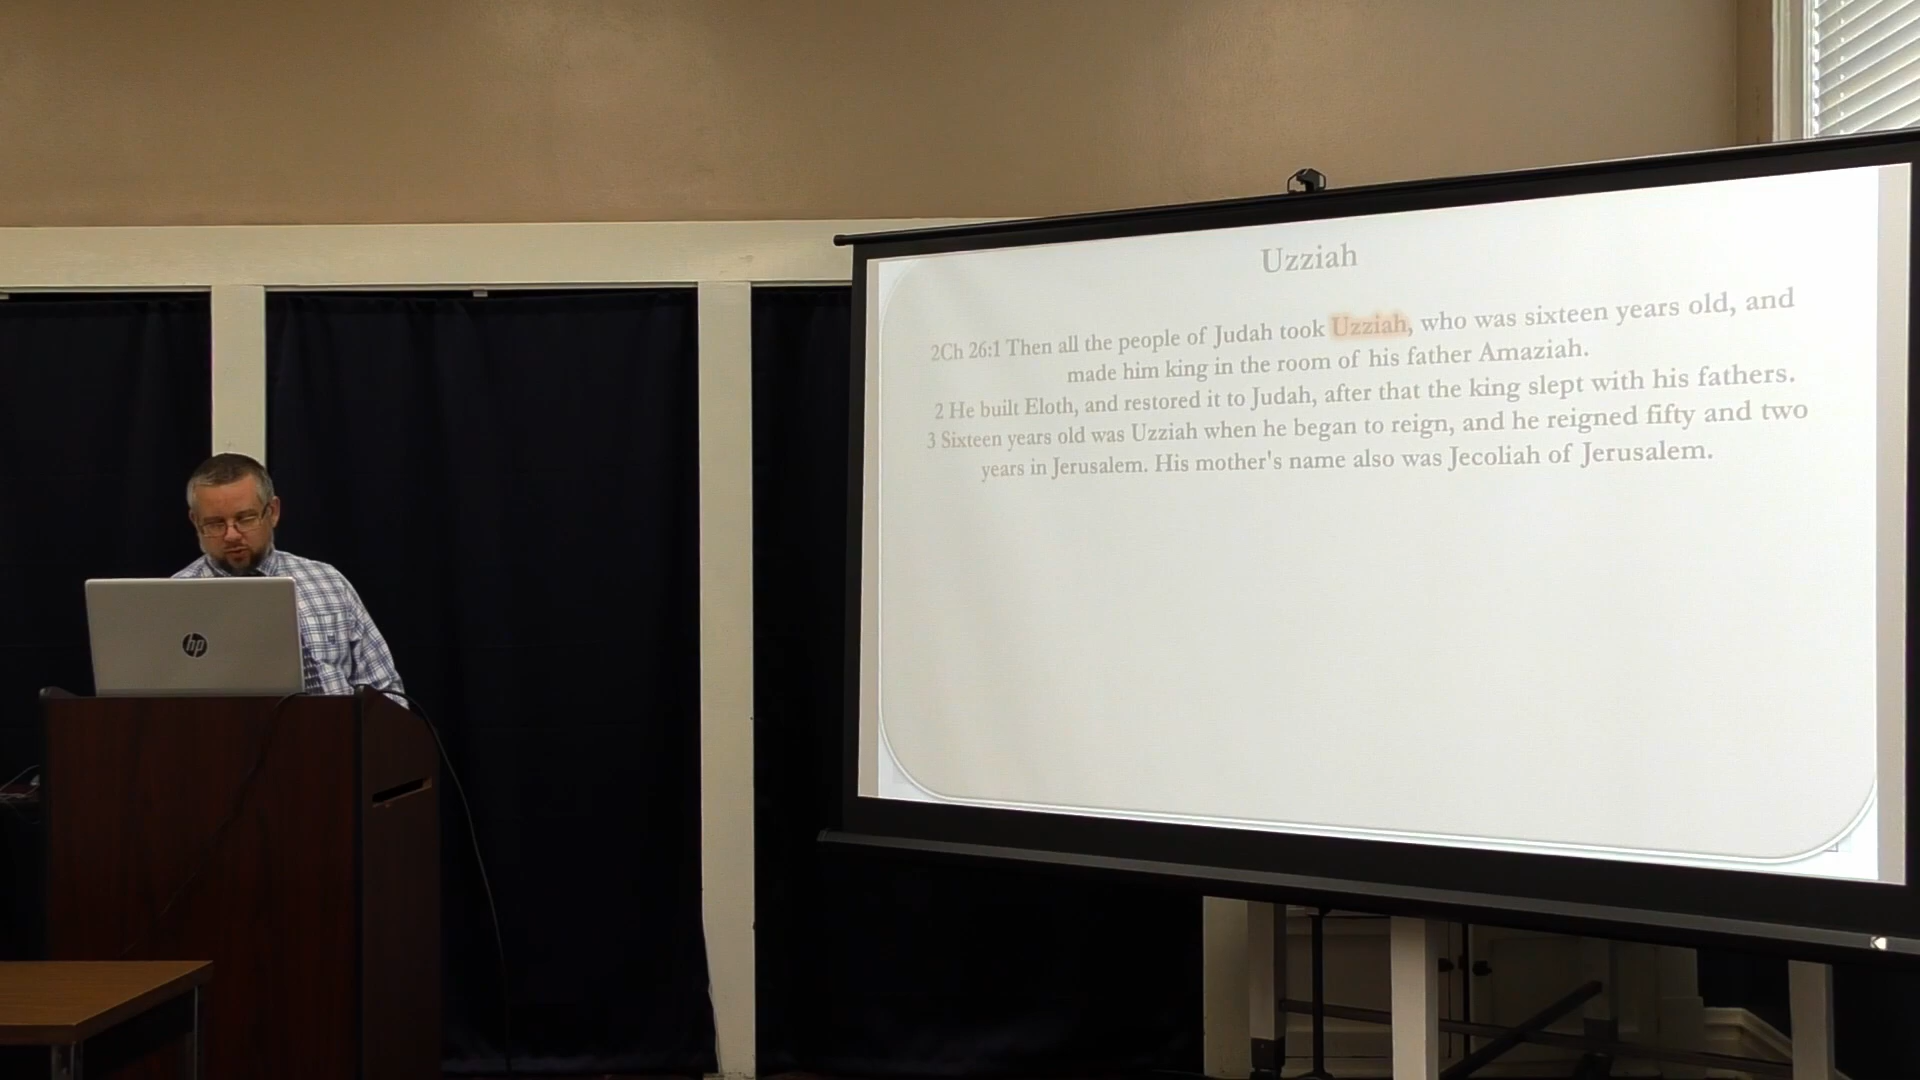 Uzziah
2Ch 26:1 Then all the people of Judah took Uzziah, who was sixteen years old, and
made him king in the room of his father Amaziah.
2 He built Eloth, and restored it to Judah, after that the king slept with his fathers.
3 Sixteen years old was Uzziah when he began to reign, and he reigned fifty and two
years in Jerusalem. His mother's name also was Jecoliah of Jerusalem.
hp